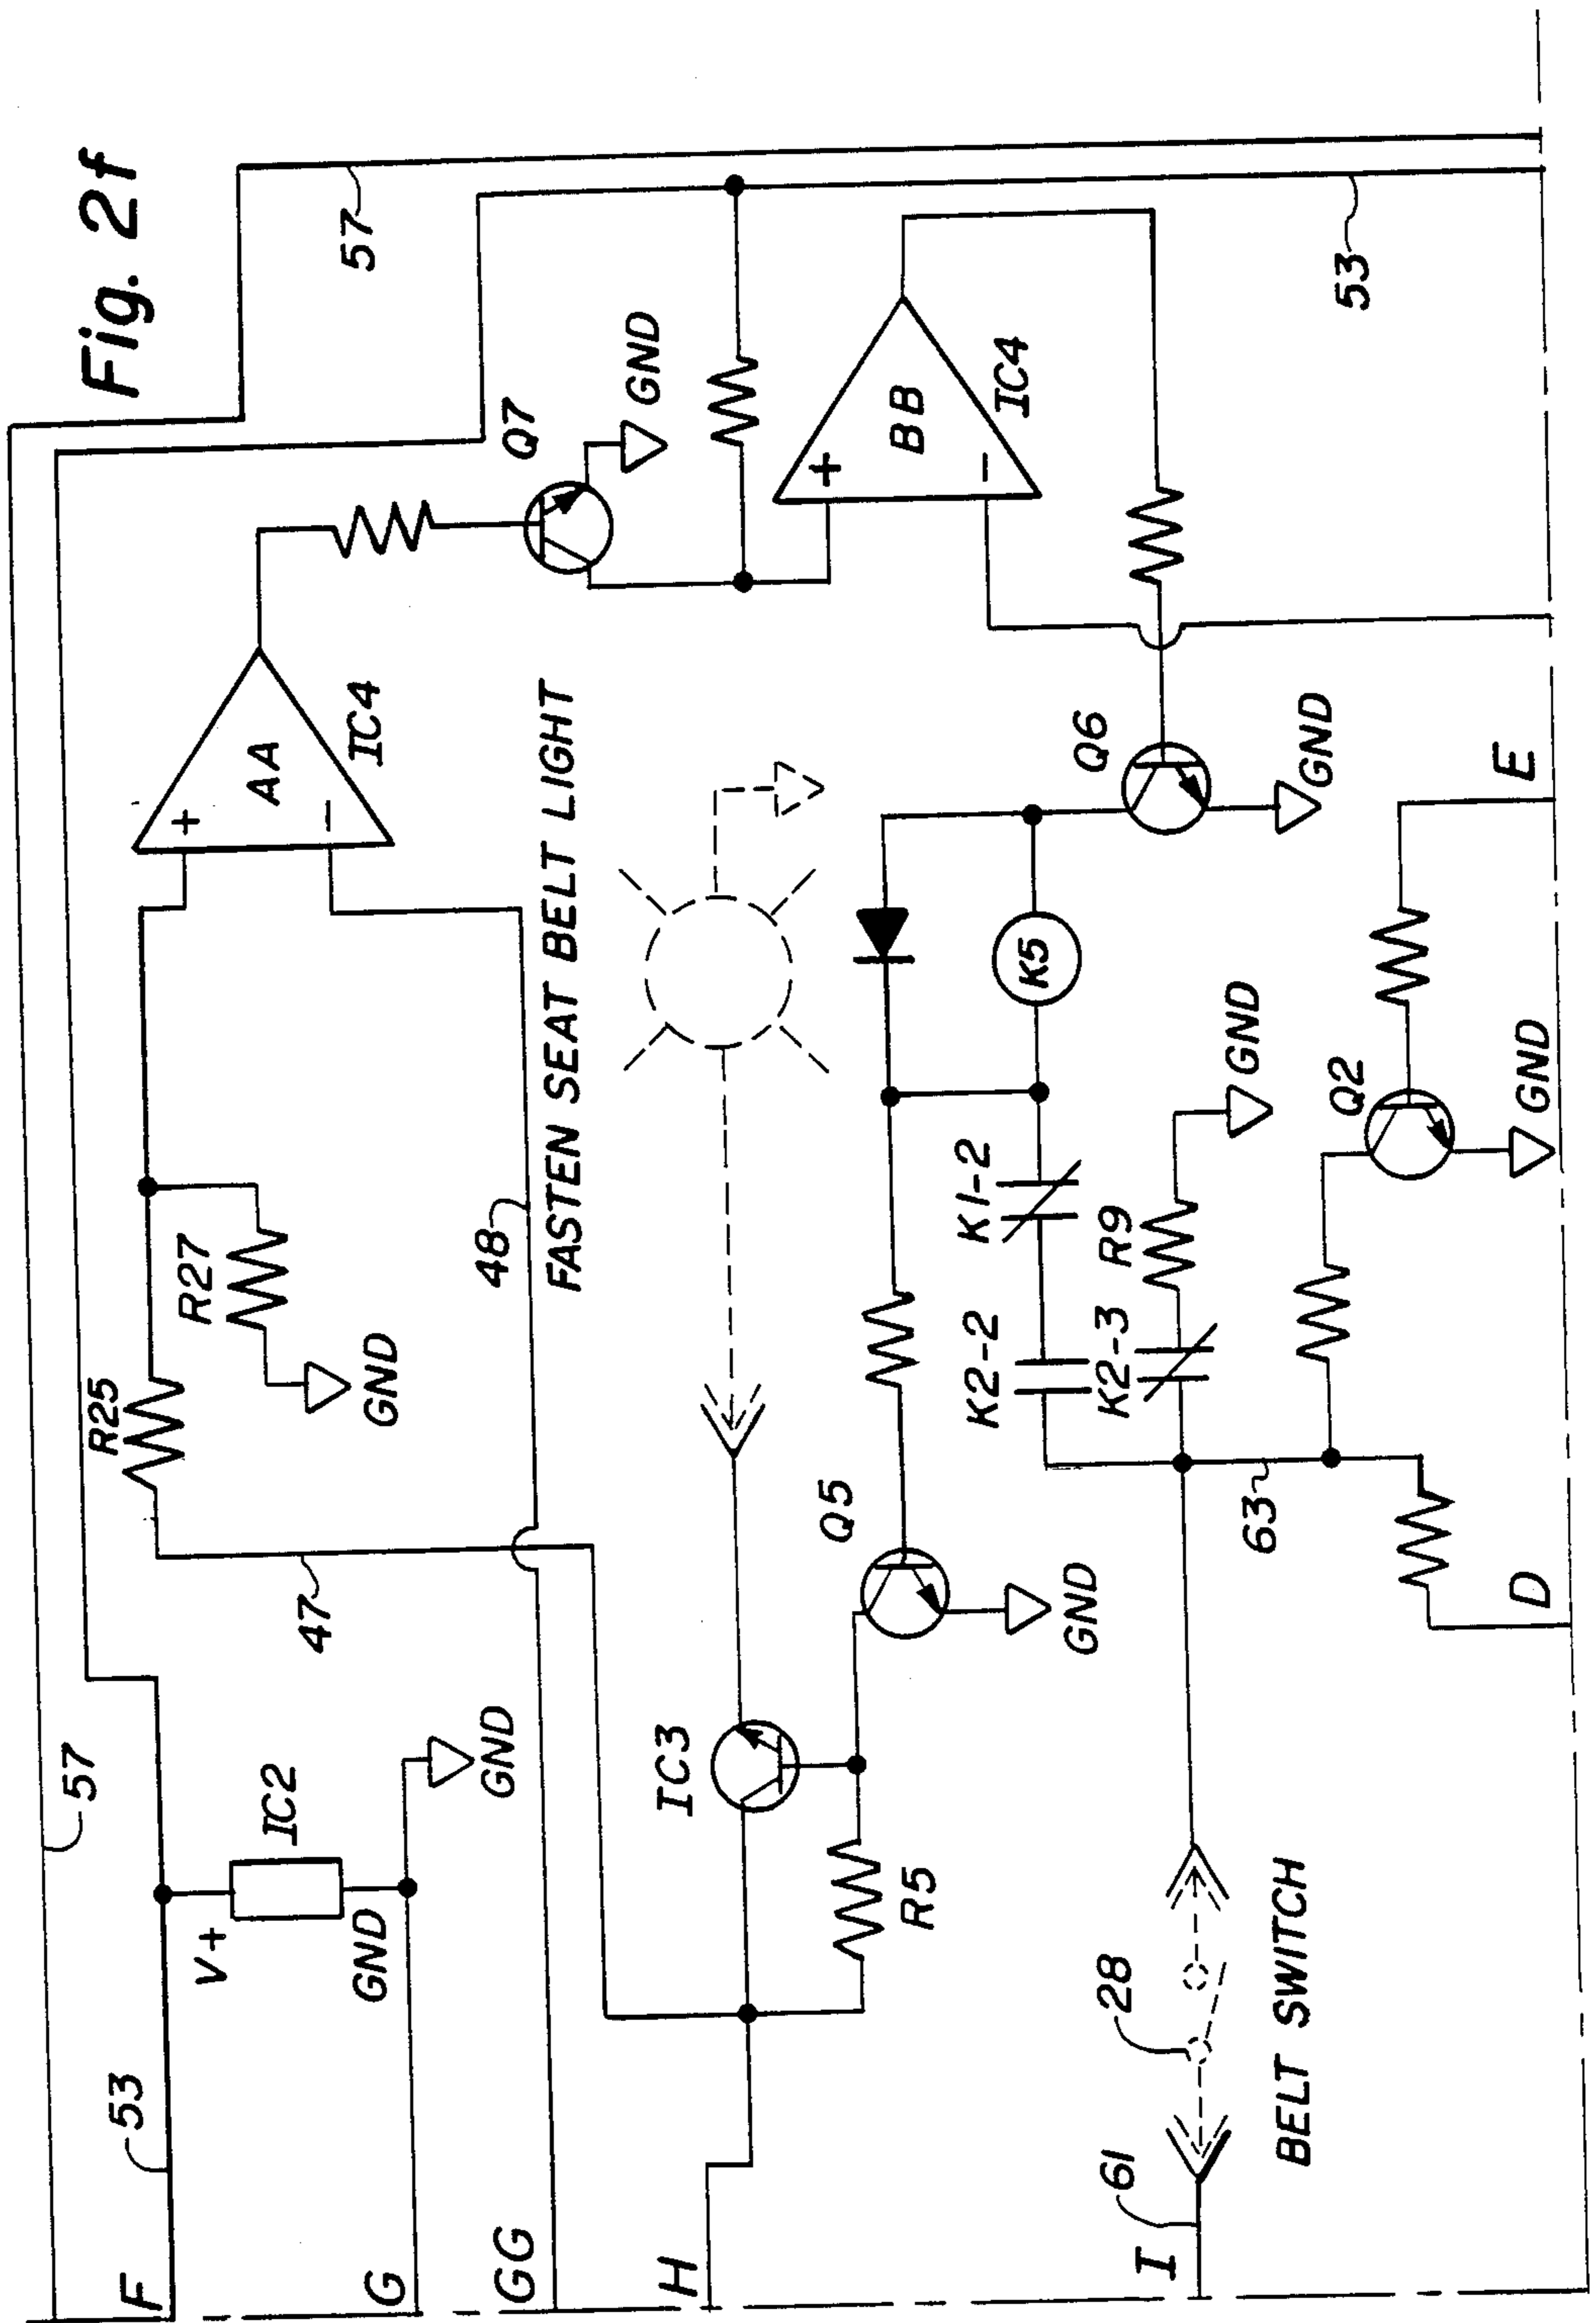 Fig. 2f
57
57
53
F
V+
IC2
GND
G
GND
GG
47
R25
R27
GND
48
+
AA
−
IC4
Q7
GND
+
BB
−
IC4
53
FASTEN SEAT BELT LIGHT
H
IC3
R5
Q5
GND
K5
Q6
GND
K2-2
K1-2
K2-3
R9
GND
I
61
28
BELT SWITCH
63
D
Q2
GND
E